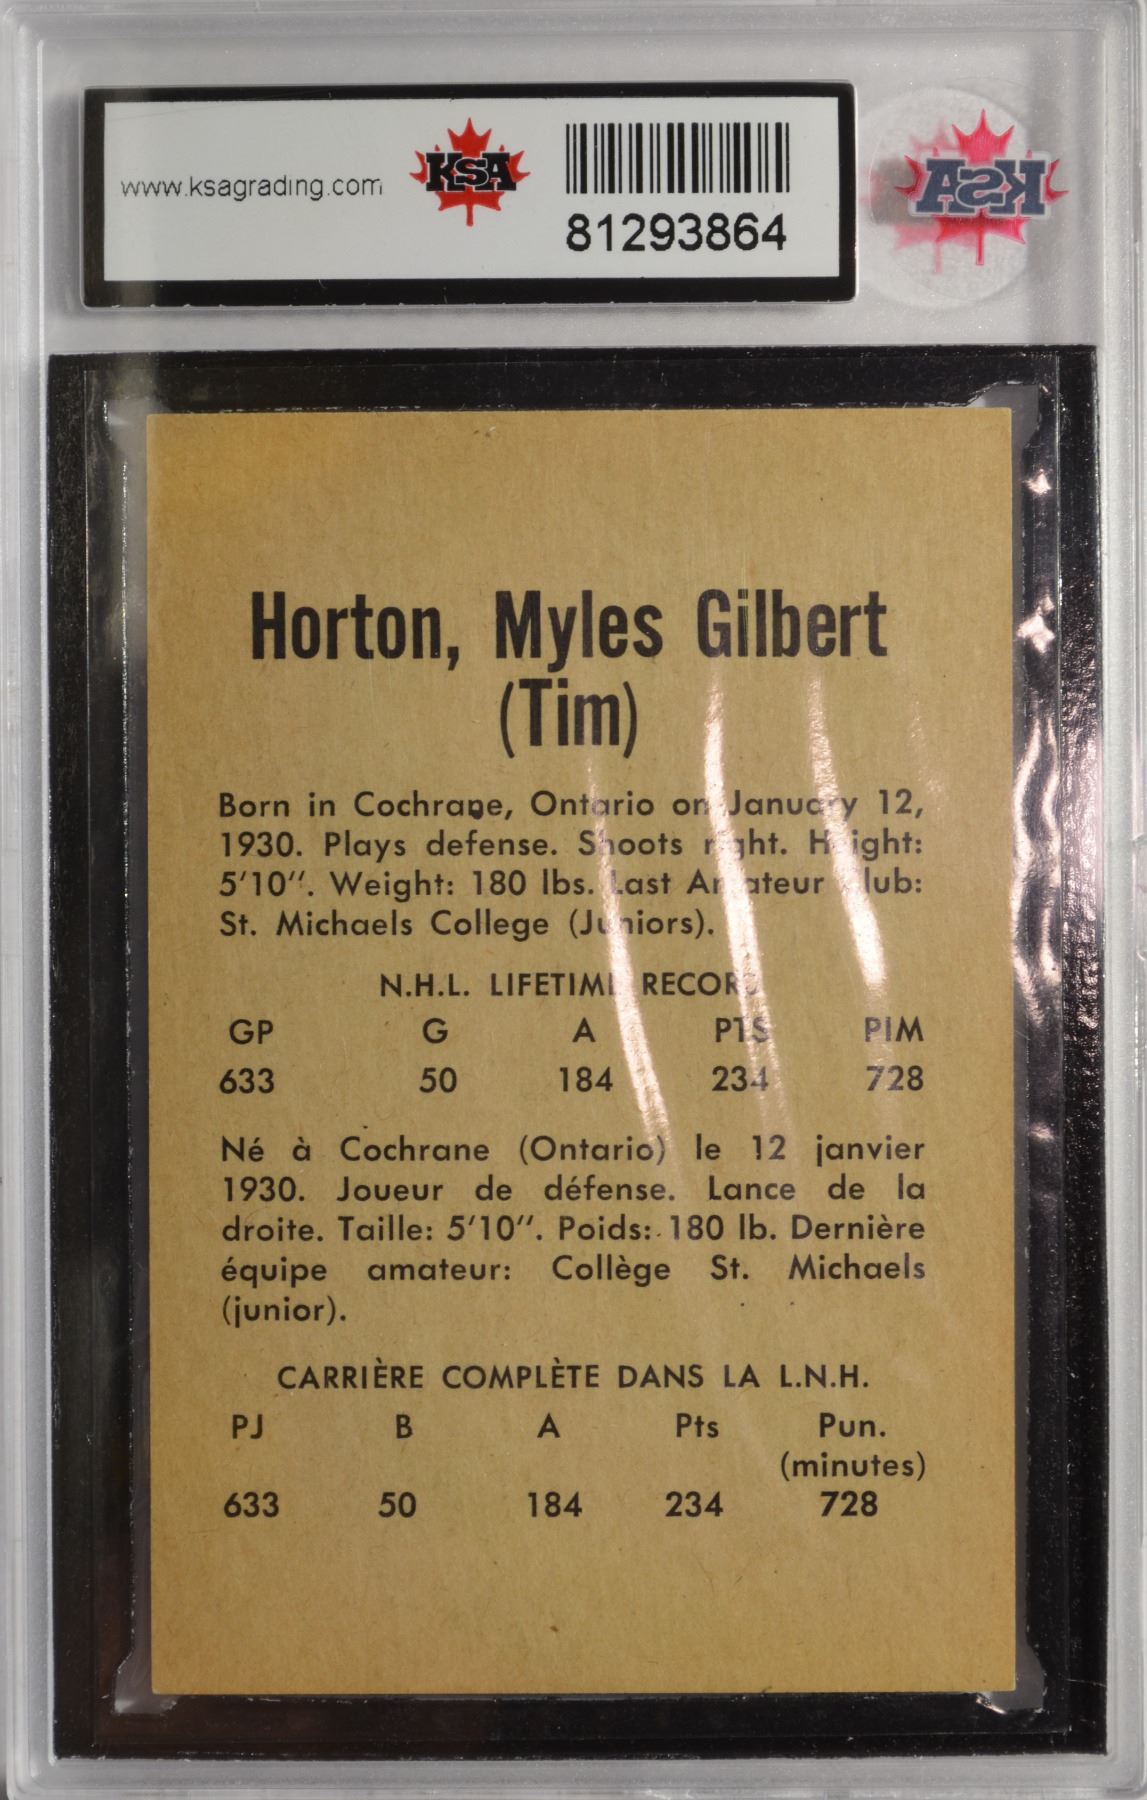 www.ksagrading.com
KSA
81293864
KSA
Horton, Myles Gilbert
(Tim)
Born in Cochrane, Ontario on January 12,
1930. Plays defense. Shoots right. Height:
5'10". Weight: 180 lbs. Last Amateur Club:
St. Michaels College (Juniors).
N.H.L. LIFETIME RECORD
GP G A PTS PIM
633 50 184 234 728
Né à Cochrane (Ontario) le 12 janvier
1930. Joueur de défense. Lance de la
droite. Taille: 5'10". Poids: 180 lb. Dernière
équipe amateur: Collège St. Michaels
(junior).
CARRIÈRE COMPLÈTE DANS LA L.N.H.
PJ B A Pts Pun.
(minutes)
633 50 184 234 728